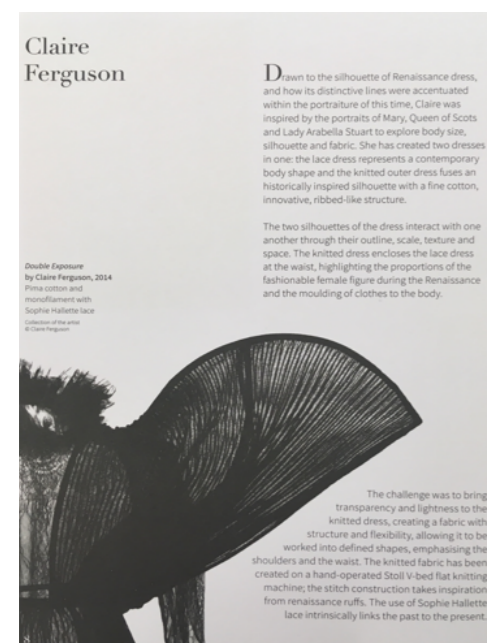 Claire
Ferguson
Drawn to the silhouette of Renaissance dress,
and how its distinctive lines were accentuated
within the portraiture of this time, Claire was
inspired by the portraits of Mary, Queen of Scots
and Lady Arabella Stuart to explore body size,
silhouette and fabric. She has created two dresses
in one: the lace dress represents a contemporary
body shape and the knitted outer dress fuses an
historically inspired silhouette with a fine cotton,
innovative, ribbed-like structure.
The two silhouettes of the dress interact with one
another through their outline, scale, texture and
space. The knitted dress encloses the lace dress
at the waist, highlighting the proportions of the
fashionable female figure during the Renaissance
and the moulding of clothes to the body.
Double Exposure
by Claire Ferguson, 2014
Pima cotton and
monofilament with
Sophie Hallette lace
Collection of the artist
© Claire Ferguson
The challenge was to bring
transparency and lightness to the
knitted dress, creating a fabric with
structure and flexibility, allowing it to be
worked into defined shapes, emphasising the
shoulders and the waist. The knitted fabric has been
created on a hand-operated Stoll V-bed flat knitting
machine; the stitch construction takes inspiration
from renaissance ruffs. The use of Sophie Hallette
lace intrinsically links the past to the present.